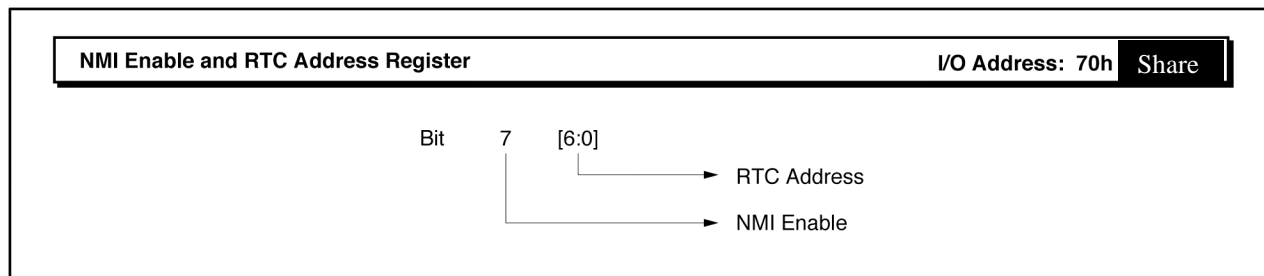 NMI Enable and RTC Address Register I/O Address: 70h Share
Bit 7 [6:0]
RTC Address
NMI Enable